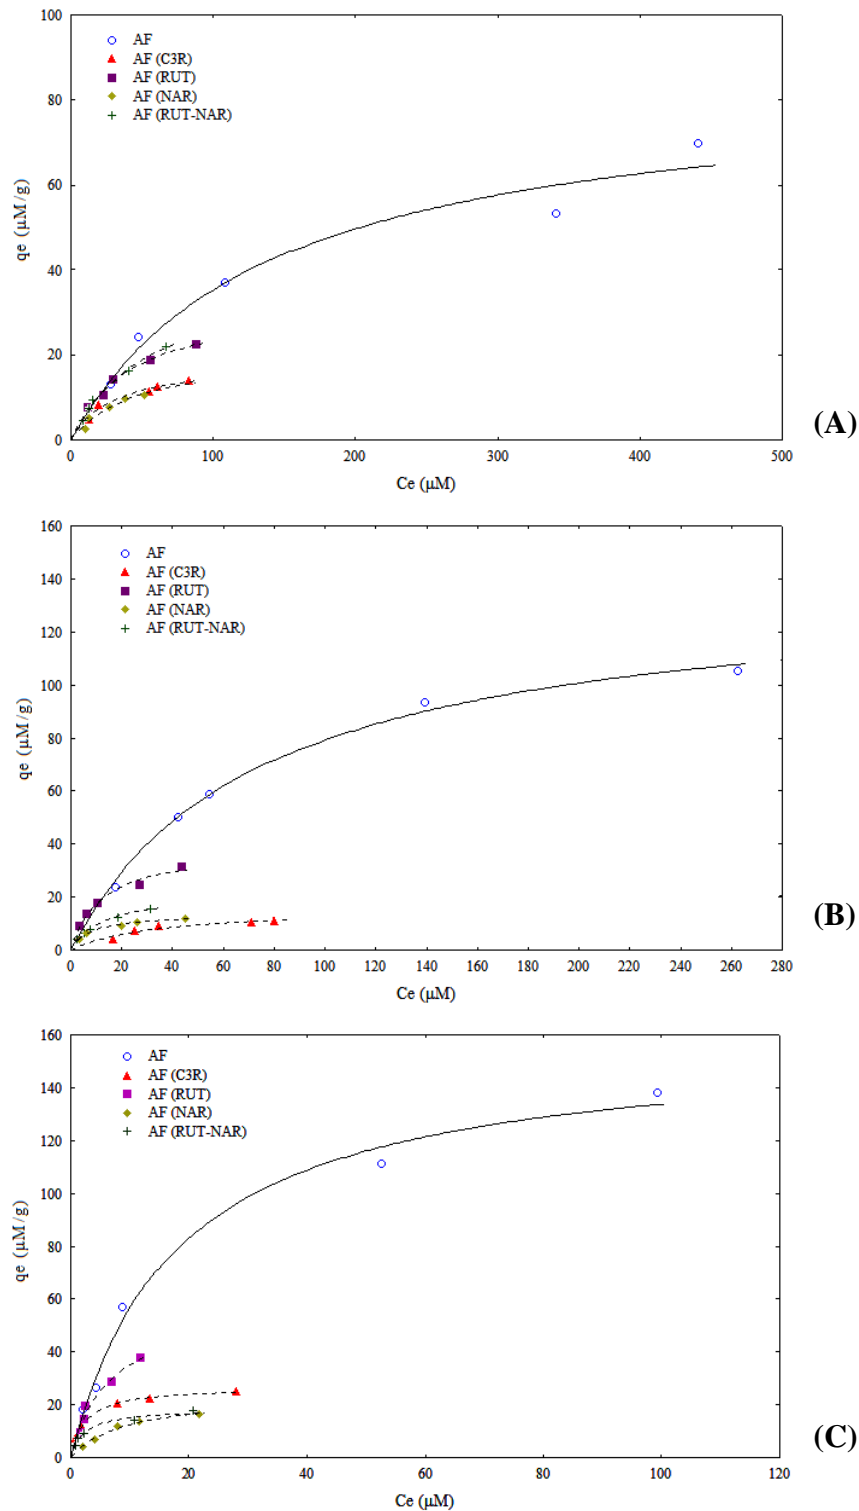 100
80
60
40
20
0
qe (µM /g)
AF
AF (C3R)
AF (RUT)
AF (NAR)
AF (RUT-NAR)
0 100 200 300 400 500
Ce (µM)
(A)
160
140
120
100
80
60
40
20
0
qe (µM /g)
AF
AF (C3R)
AF (RUT)
AF (NAR)
AF (RUT-NAR)
0 20 40 60 80 100 120 140 160 180 200 220 240 260 280
Ce (µM)
(B)
160
140
120
100
80
60
40
20
0
qe (µM /g)
AF
AF (C3R)
AF (RUT)
AF (NAR)
AF (RUT-NAR)
0 20 40 60 80 100 120
Ce (µM)
(C)